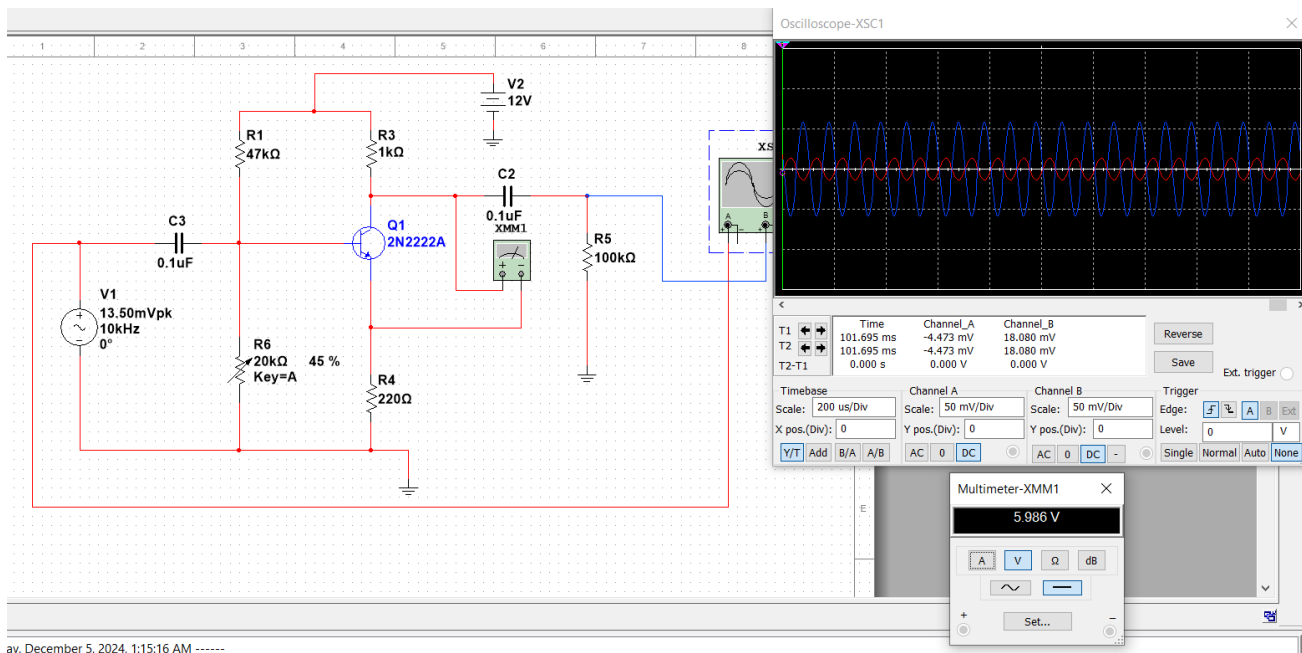 1 2 3 4 5 6 7 8
V2
12V
R1
47kΩ
R3
1kΩ
C2
0.1uF
XMM1
C3
0.1uF
Q1
2N2222A
R5
100kΩ
V1
13.50mVpk
10kHz
0°
R6
20kΩ 45 %
Key=A
R4
220Ω
XS
A B
E
Oscilloscope-XSC1
Time Channel_A Channel_B
T1 101.695 ms -4.473 mV 18.080 mV
T2 101.695 ms -4.473 mV 18.080 mV
T2-T1 0.000 s 0.000 V 0.000 V
Reverse
Save
Ext. trigger
Timebase Channel A Channel B Trigger
Scale: 200 us/Div Scale: 50 mV/Div Scale: 50 mV/Div Edge: A B Ext
X pos.(Div): 0 Y pos.(Div): 0 Y pos.(Div): 0 Level: 0 V
Y/T Add B/A A/B AC 0 DC AC 0 DC - Single Normal Auto None
Multimeter-XMM1
5.986 V
A V Ω dB
+ Set... −
ay, December 5, 2024, 1:15:16 AM ------